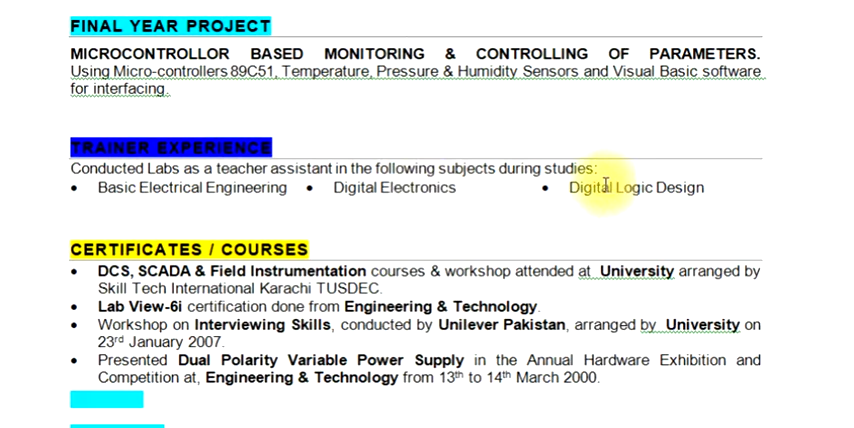 FINAL YEAR PROJECT
MICROCONTROLLOR BASED MONITORING & CONTROLLING OF PARAMETERS.
Using Micro-controllers 89C51, Temperature, Pressure & Humidity Sensors and Visual Basic software
for interfacing.
TRAINER EXPERIENCE
Conducted Labs as a teacher assistant in the following subjects during studies:
• Basic Electrical Engineering • Digital Electronics • Digital Logic Design
CERTIFICATES / COURSES
• DCS, SCADA & Field Instrumentation courses & workshop attended at University arranged by
Skill Tech International Karachi TUSDEC.
• Lab View-6i certification done from Engineering & Technology.
• Workshop on Interviewing Skills, conducted by Unilever Pakistan, arranged by University on
23rd January 2007.
• Presented Dual Polarity Variable Power Supply in the Annual Hardware Exhibition and
Competition at, Engineering & Technology from 13th to 14th March 2000.